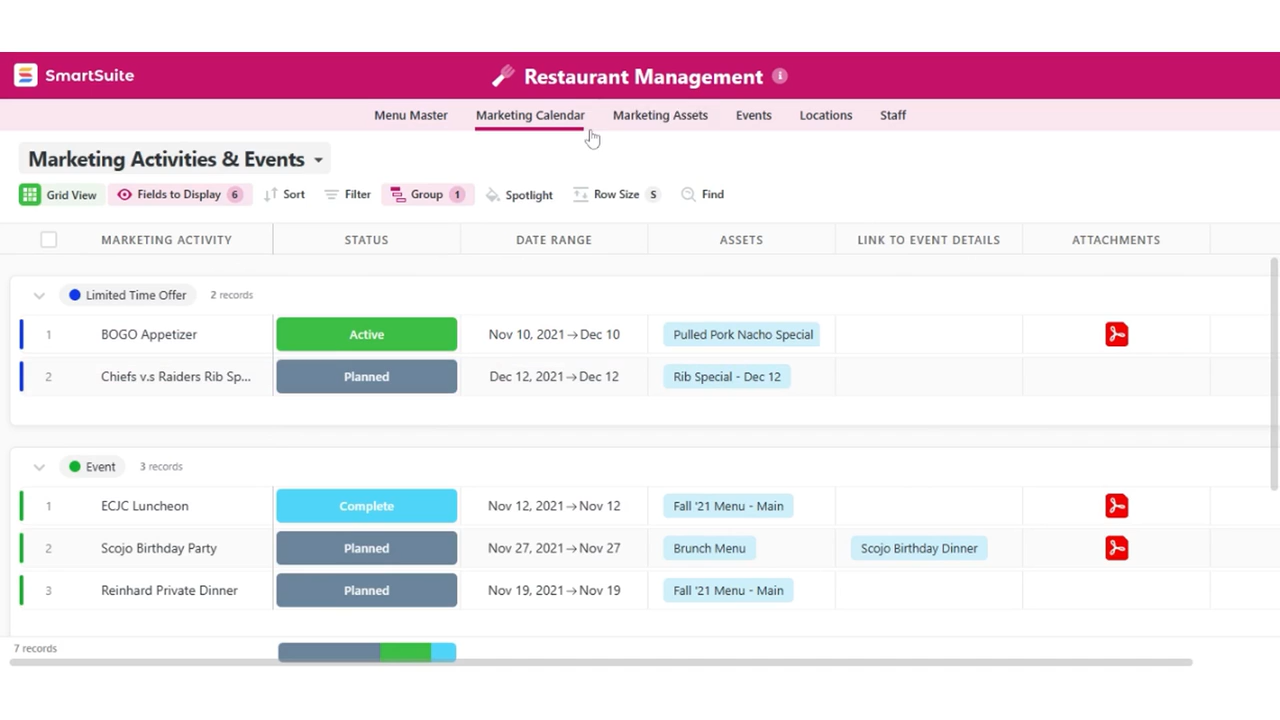 SmartSuite
Restaurant Management i
Menu Master Marketing Calendar Marketing Assets Events Locations Staff
Marketing Activities & Events
Grid View Fields to Display 6 Sort Filter Group 1 Spotlight Row Size S Find
MARKETING ACTIVITY STATUS DATE RANGE ASSETS LINK TO EVENT DETAILS ATTACHMENTS
Limited Time Offer 2 records
1 BOGO Appetizer Active Nov 10, 2021→Dec 10 Pulled Pork Nacho Special
2 Chiefs v.s Raiders Rib Sp... Planned Dec 12, 2021→Dec 12 Rib Special - Dec 12
Event 3 records
1 ECJC Luncheon Complete Nov 12, 2021→Nov 12 Fall '21 Menu - Main
2 Scojo Birthday Party Planned Nov 27, 2021→Nov 27 Brunch Menu Scojo Birthday Dinner
3 Reinhard Private Dinner Planned Nov 19, 2021→Nov 19 Fall '21 Menu - Main
7 records